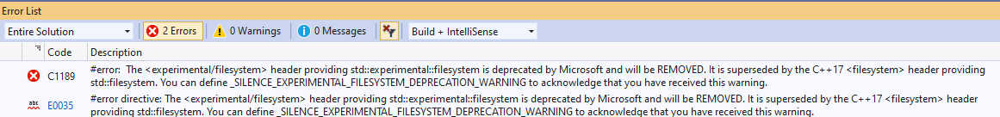 Error List
Entire Solution 2 Errors 0 Warnings 0 Messages Build + IntelliSense
Code Description
#error: The <experimental/filesystem> header providing std::experimental::filesystem is deprecated by Microsoft and will be REMOVED. It is superseded by the C++17 <filesystem> header providing
C1189
std::filesystem. You can define _SILENCE_EXPERIMENTAL_FILESYSTEM_DEPRECATION_WARNING to acknowledge that you have received this warning.
abc E0035 #error directive: The <experimental/filesystem> header providing std::experimental::filesystem is deprecated by Microsoft and will be REMOVED. It is superseded by the C++17 <filesystem> header
providing std::filesystem. You can define _SILENCE_EXPERIMENTAL_FILESYSTEM_DEPRECATION_WARNING to acknowledge that you have received this warning.